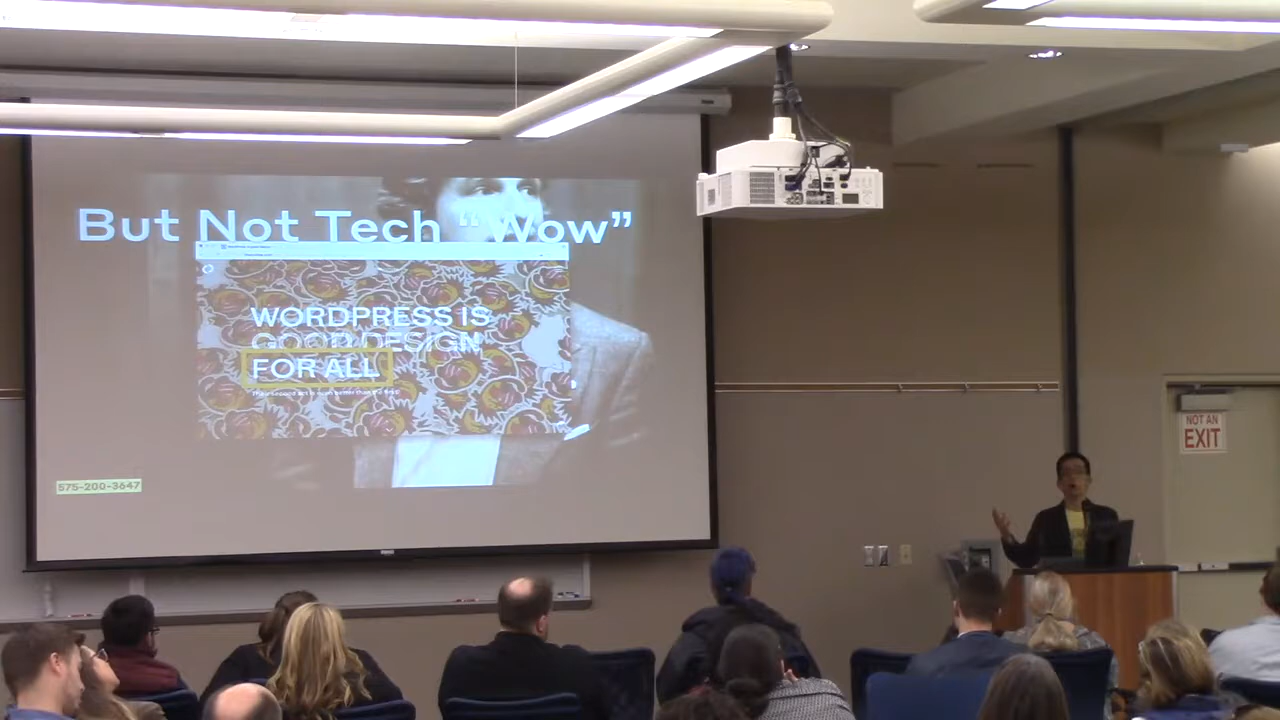 But Not Tech “Wow”
WORDPRESS IS
GOOD DESIGN
FOR ALL
575-200-3647
NOT AN
EXIT